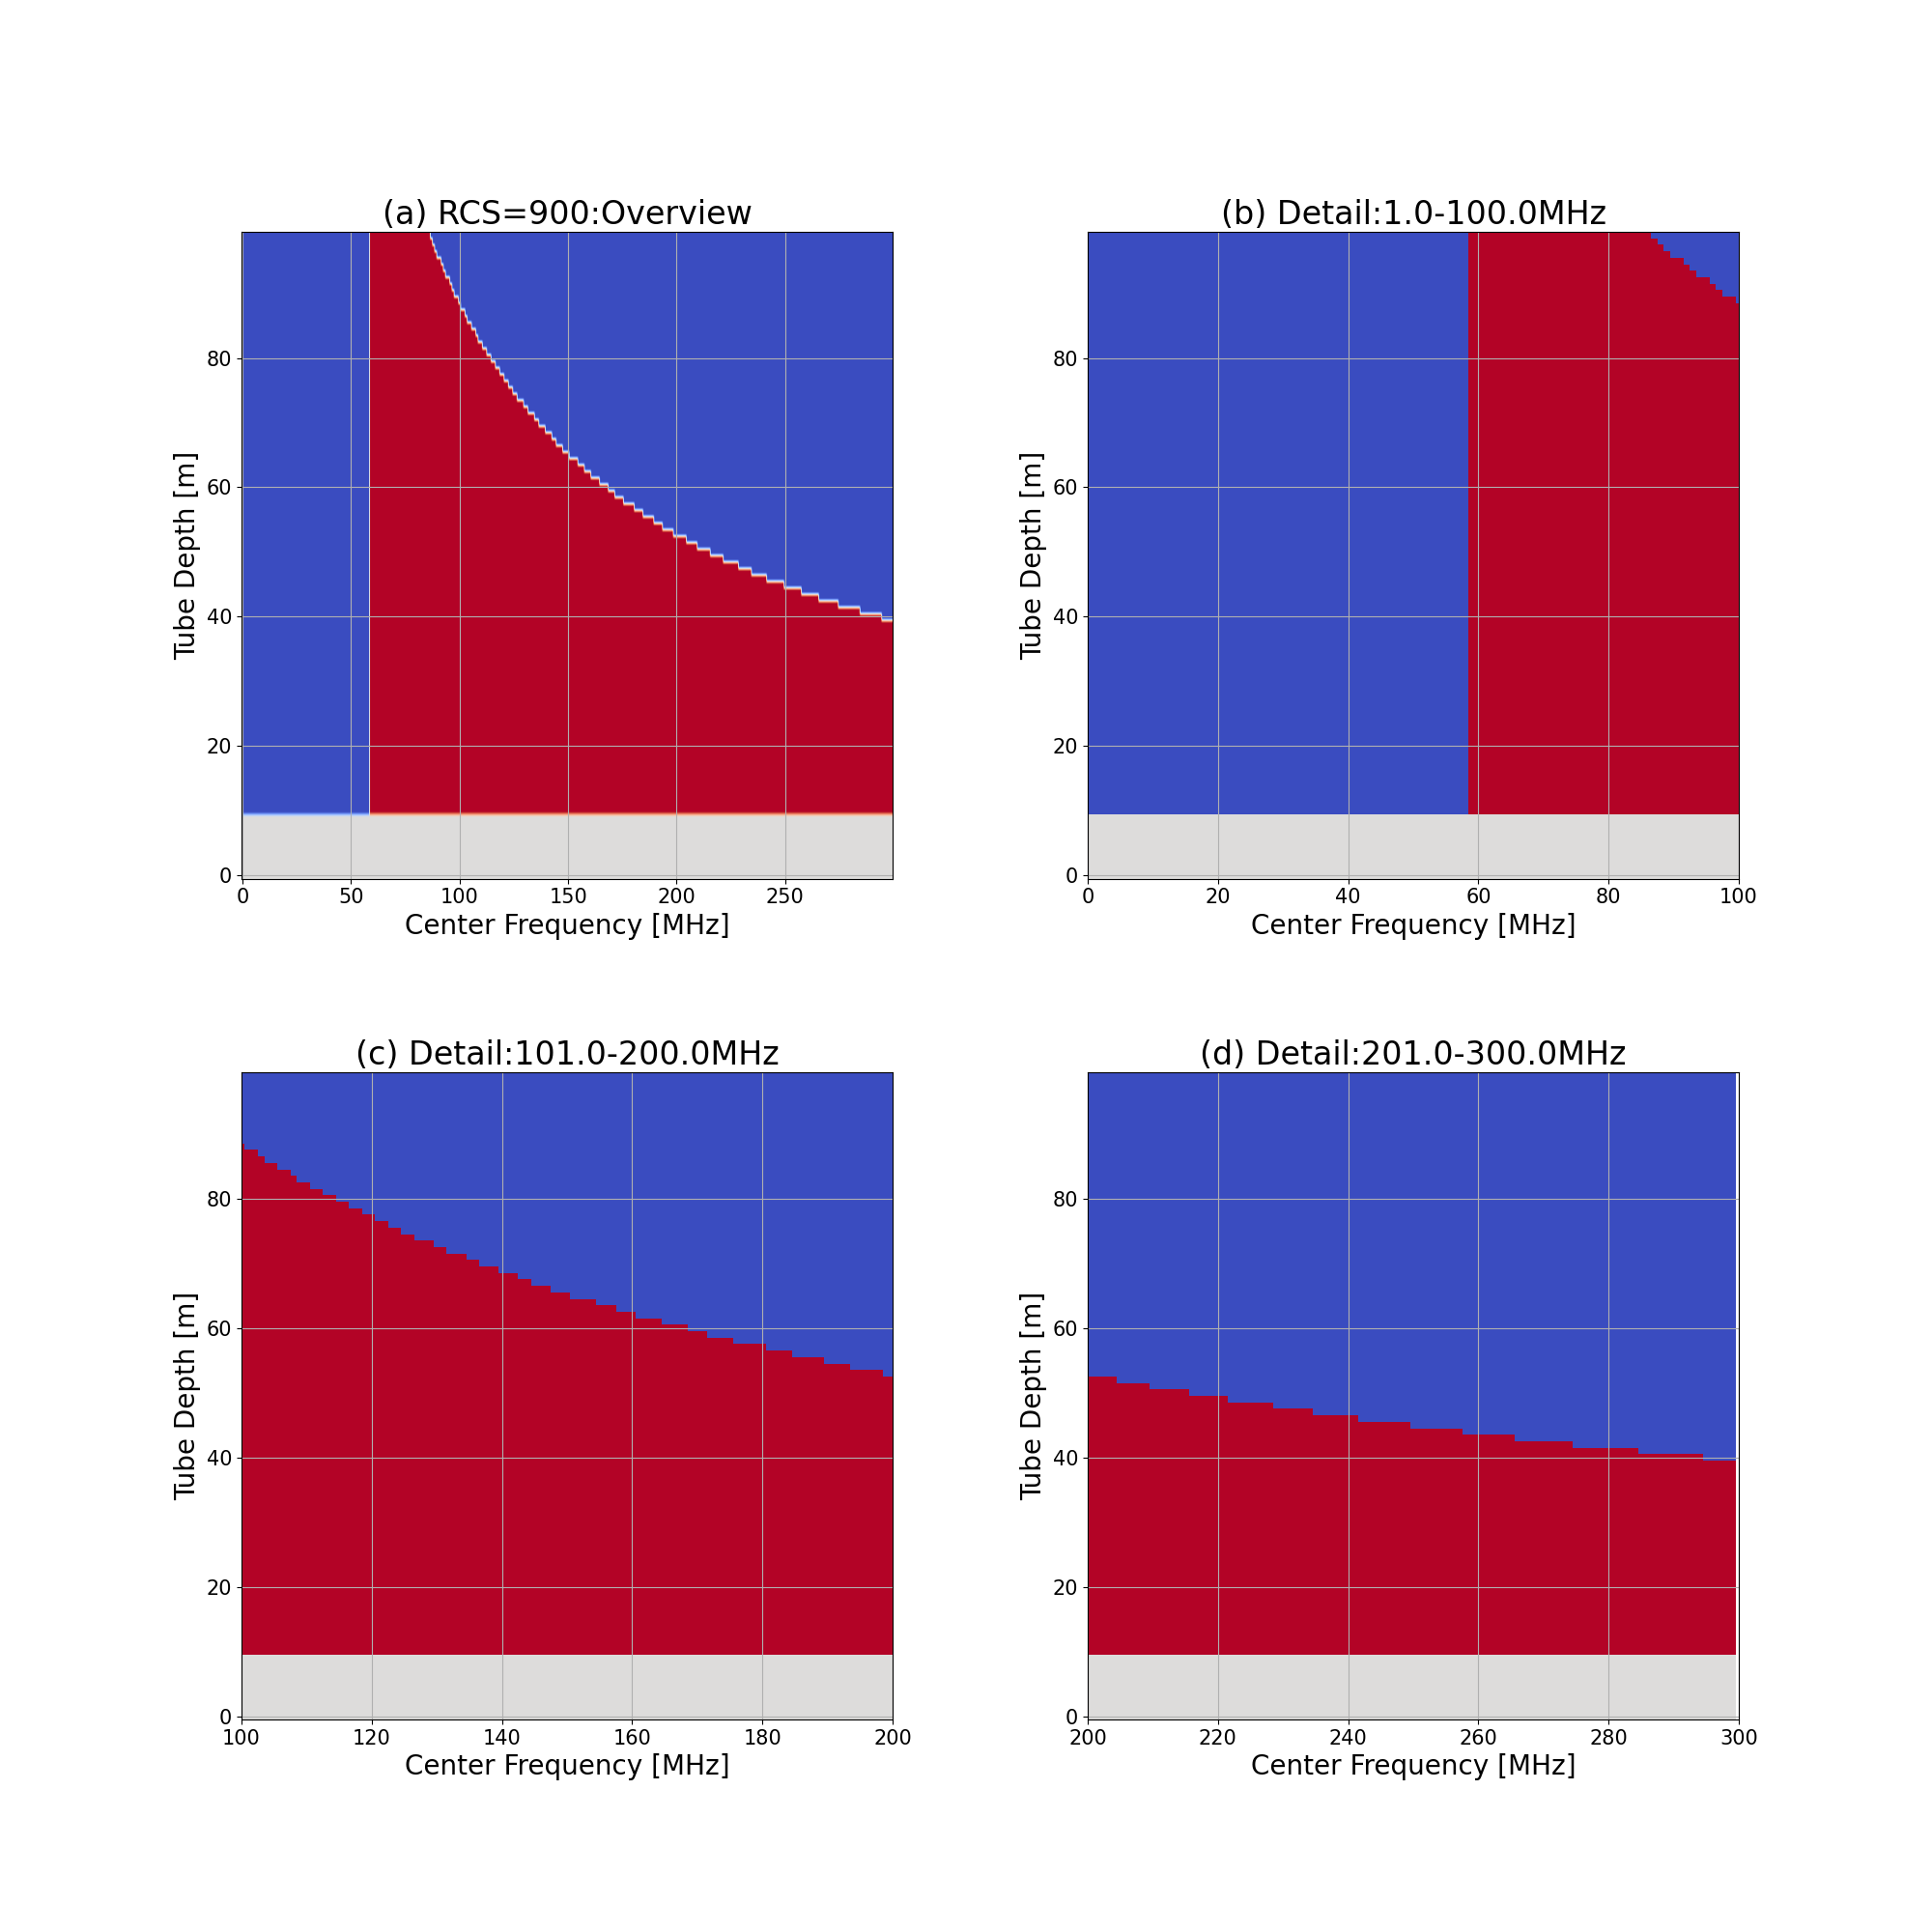 (a) RCS=900:Overview
Tube Depth [m]
80
60
40
20
0
0 50 100 150 200 250
Center Frequency [MHz]
(b) Detail:1.0-100.0MHz
Tube Depth [m]
80
60
40
20
0
0 20 40 60 80 100
Center Frequency [MHz]
(c) Detail:101.0-200.0MHz
Tube Depth [m]
80
60
40
20
0
100 120 140 160 180 200
Center Frequency [MHz]
(d) Detail:201.0-300.0MHz
Tube Depth [m]
80
60
40
20
0
200 220 240 260 280 300
Center Frequency [MHz]